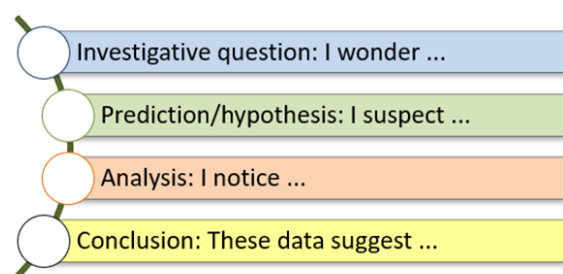 Investigative question: I wonder ...
Prediction/hypothesis: I suspect ...
Analysis: I notice ...
Conclusion: These data suggest ...